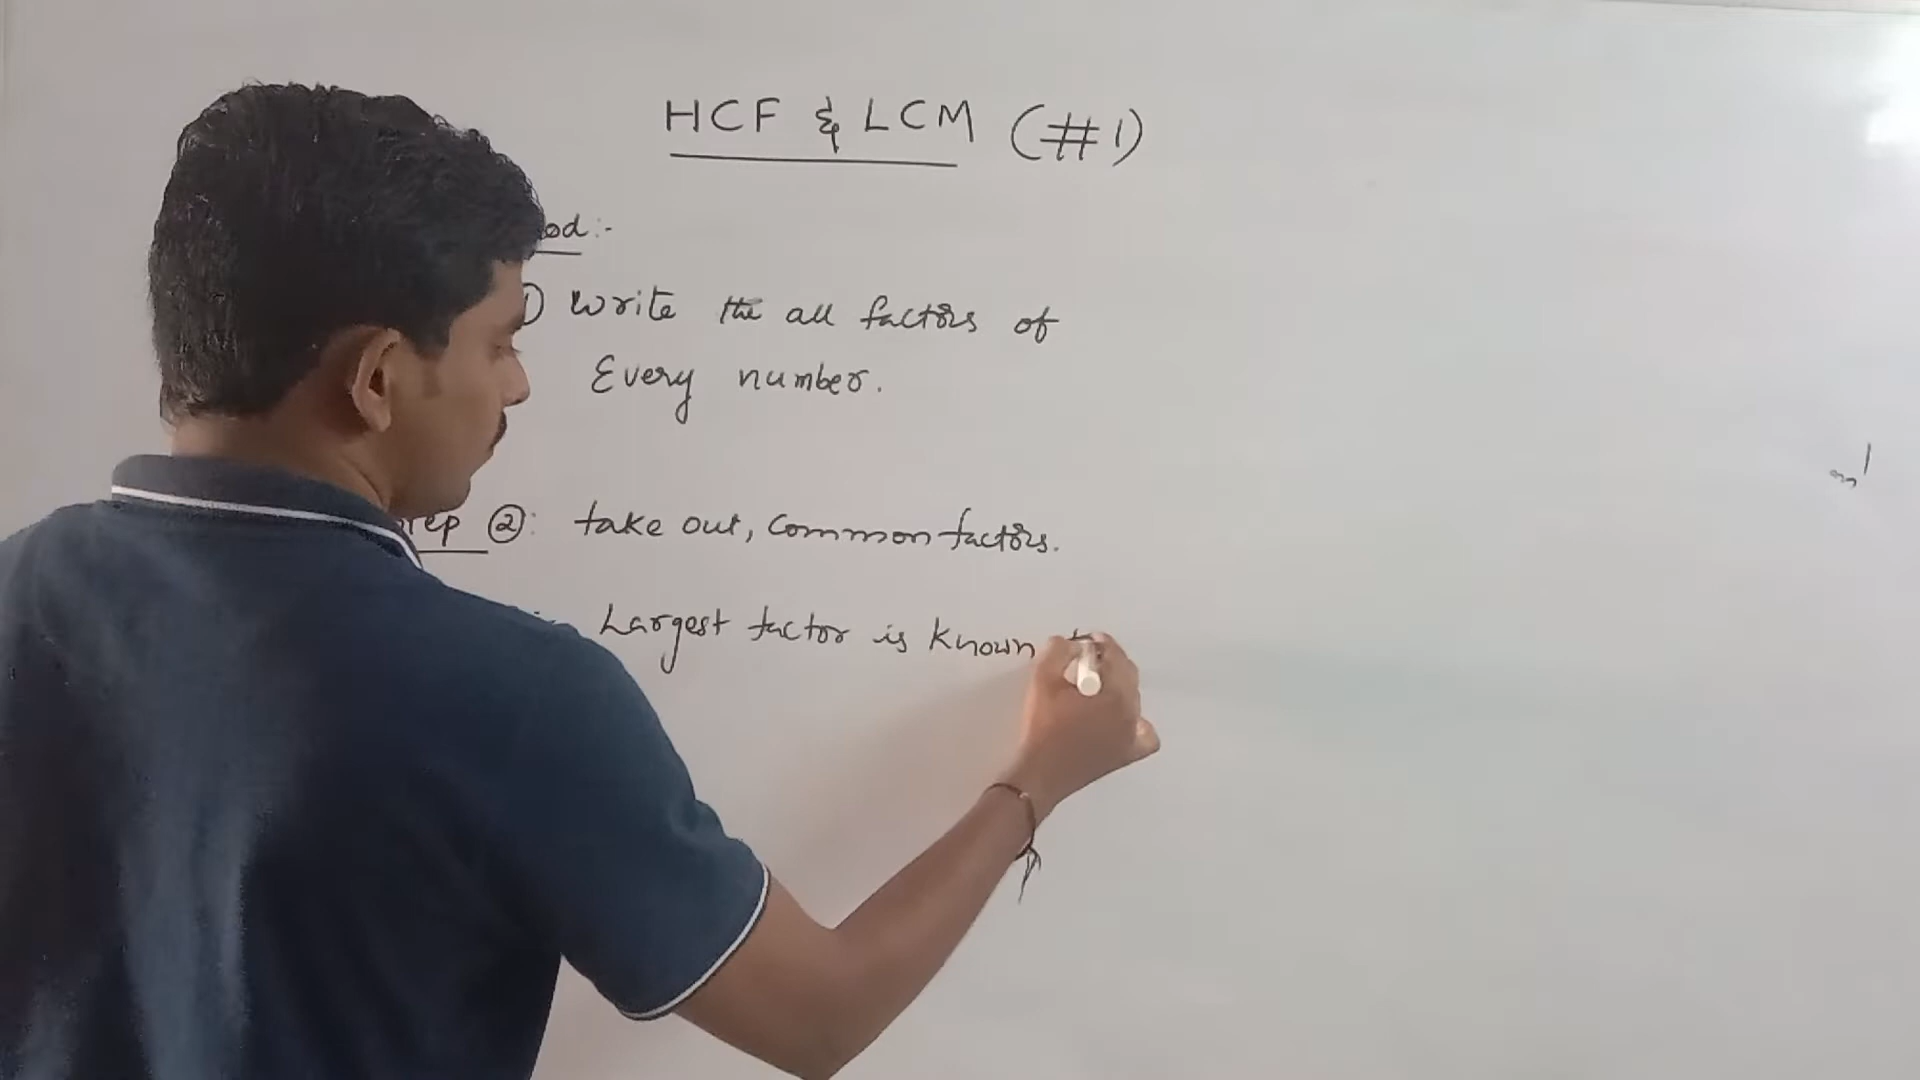 HCF & LCM (#1)
od:-
1) Write the all factors of
Every number.
tep ②: take out, common factors.
Largest factor is known